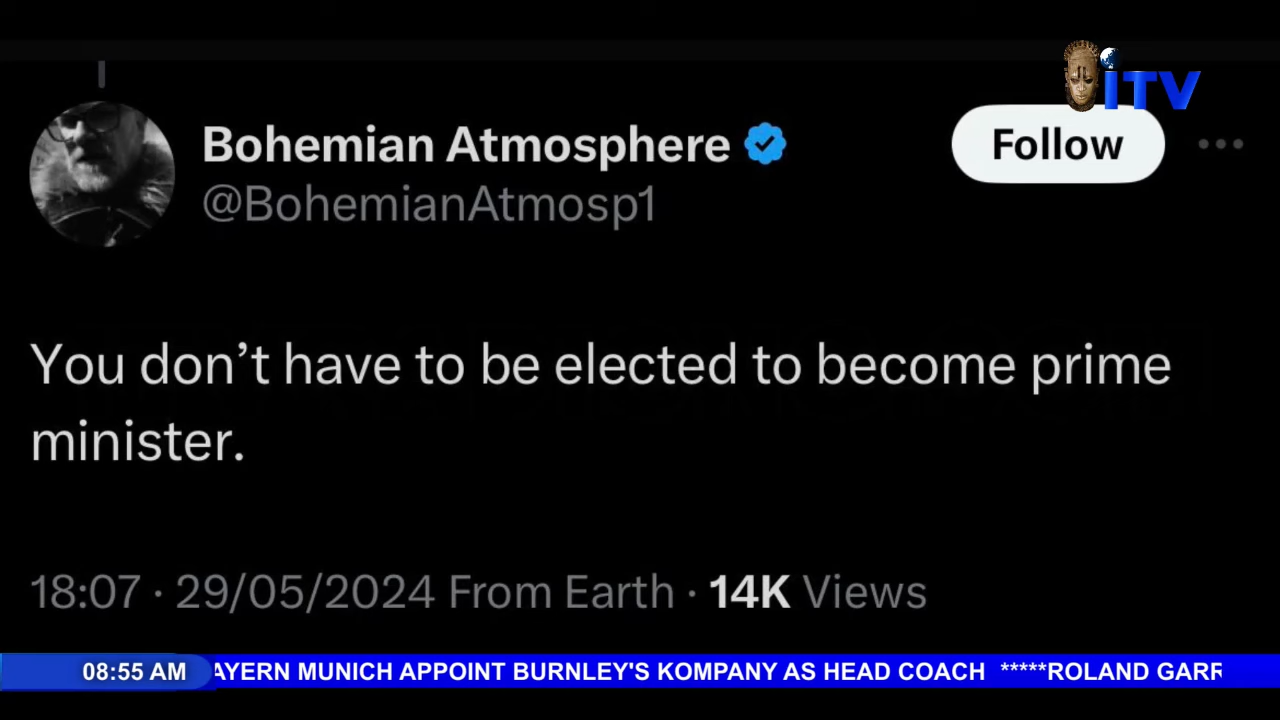 iTV
Bohemian Atmosphere
Follow
@BohemianAtmosp1
You don’t have to be elected to become prime
minister.
18:07 · 29/05/2024 From Earth · 14K Views
08:55 AM AYERN MUNICH APPOINT BURNLEY'S KOMPANY AS HEAD COACH *****ROLAND GARR